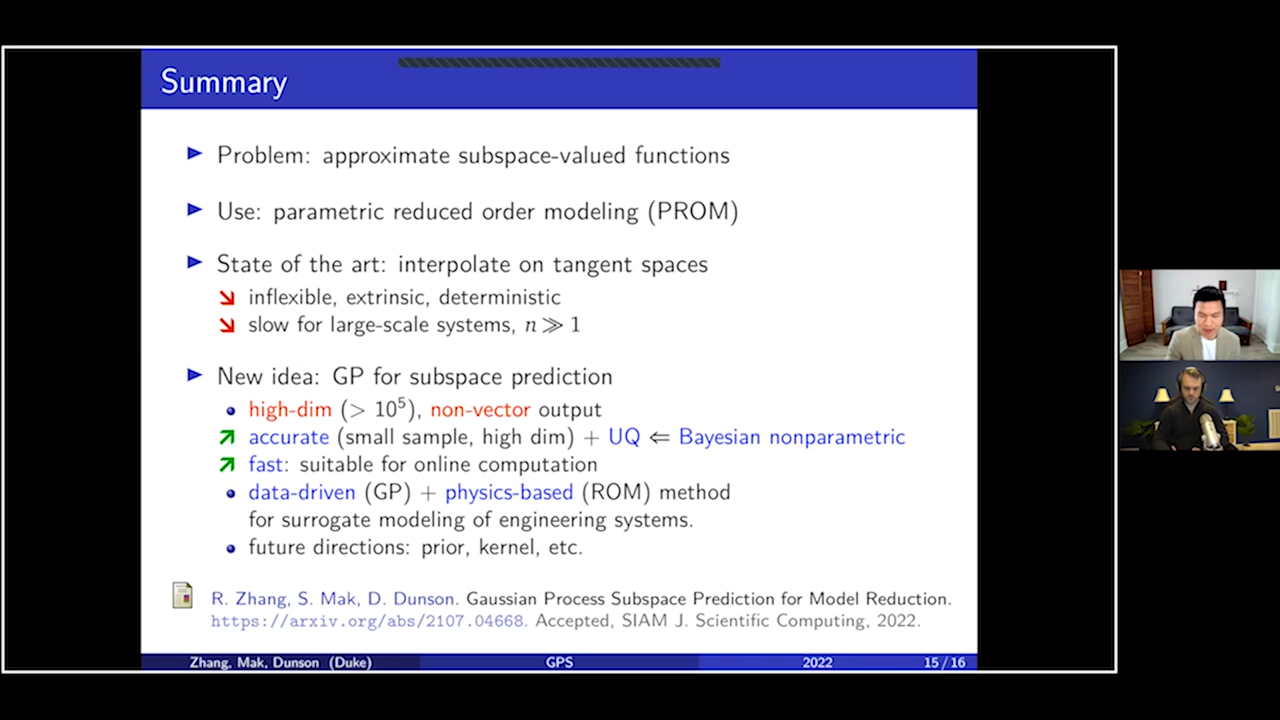 Summary
Problem: approximate subspace-valued functions
Use: parametric reduced order modeling (PROM)
State of the art: interpolate on tangent spaces
inflexible, extrinsic, deterministic
slow for large-scale systems, n ≫ 1
New idea: GP for subspace prediction
high-dim (> 10⁵), non-vector output
accurate (small sample, high dim) + UQ ⇐ Bayesian nonparametric
fast: suitable for online computation
data-driven (GP) + physics-based (ROM) method
for surrogate modeling of engineering systems.
future directions: prior, kernel, etc.
R. Zhang, S. Mak, D. Dunson. Gaussian Process Subspace Prediction for Model Reduction.
https://arxiv.org/abs/2107.04668. Accepted, SIAM J. Scientific Computing, 2022.
Zhang, Mak, Dunson (Duke) GPS 2022 15 / 16